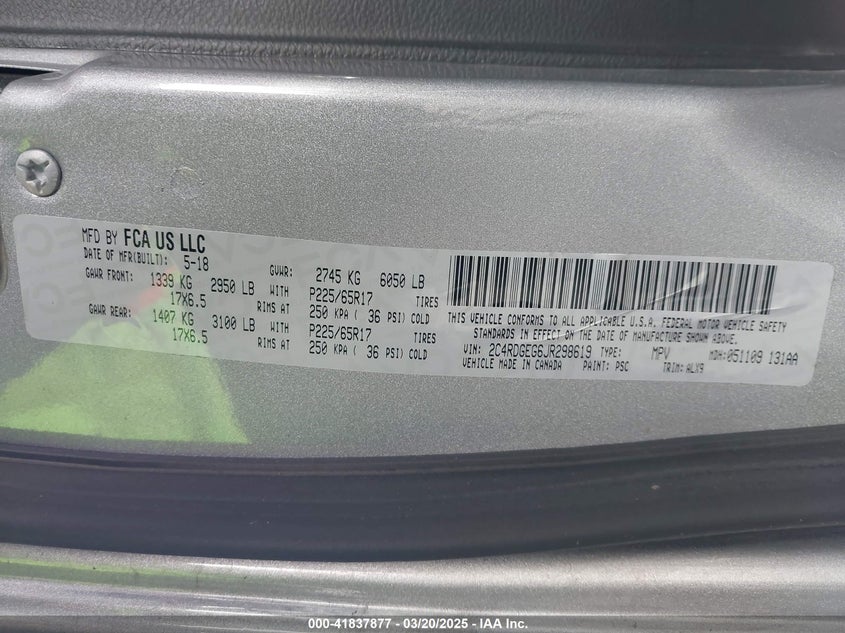 MFD BY FCA US LLC
DATE OF MFR(BUILT): 5-18 GVWR: 2745 KG 6050 LB
GAWR FRONT: 1339 KG 2950 LB WITH P225/65R17 TIRES
17X6.5 RIMS AT 250 KPA ( 36 PSI) COLD
GAWR REAR: 1407 KG 3100 LB WITH P225/65R17 TIRES
17X6.5 RIMS AT 250 KPA ( 36 PSI) COLD
THIS VEHICLE CONFORMS TO ALL APPLICABLE U.S.A. FEDERAL MOTOR VEHICLE SAFETY
STANDARDS IN EFFECT ON THE DATE OF MANUFACTURE SHOWN ABOVE.
VIN: 2C4RDGEG6JR298619 TYPE: MPV MDH:051109 131AA
VEHICLE MADE IN CANADA PAINT: PSC TRIM: ALX9
000-41837877 - 03/20/2025 - IAA Inc.